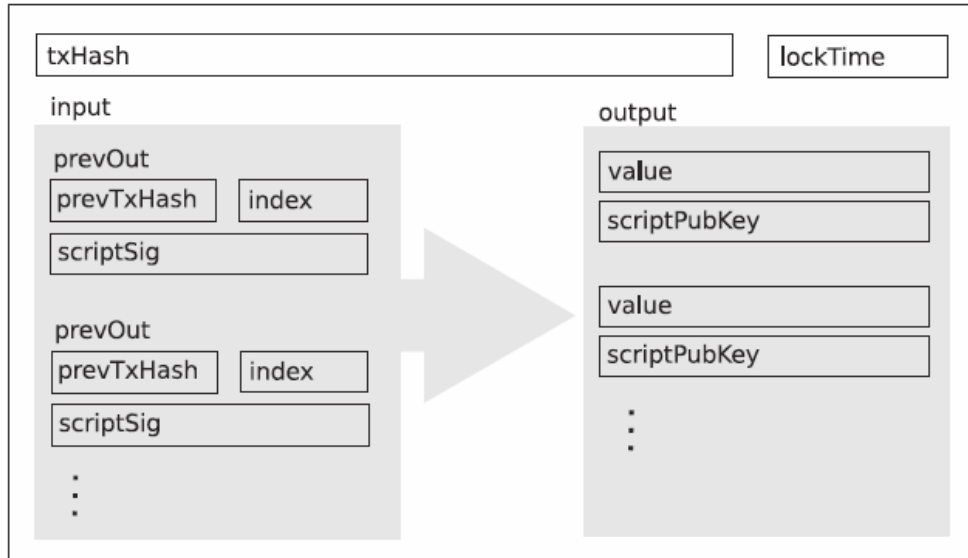 txHash
lockTime
input
prevOut
prevTxHash
index
scriptSig
prevOut
prevTxHash
index
scriptSig
output
value
scriptPubKey
value
scriptPubKey